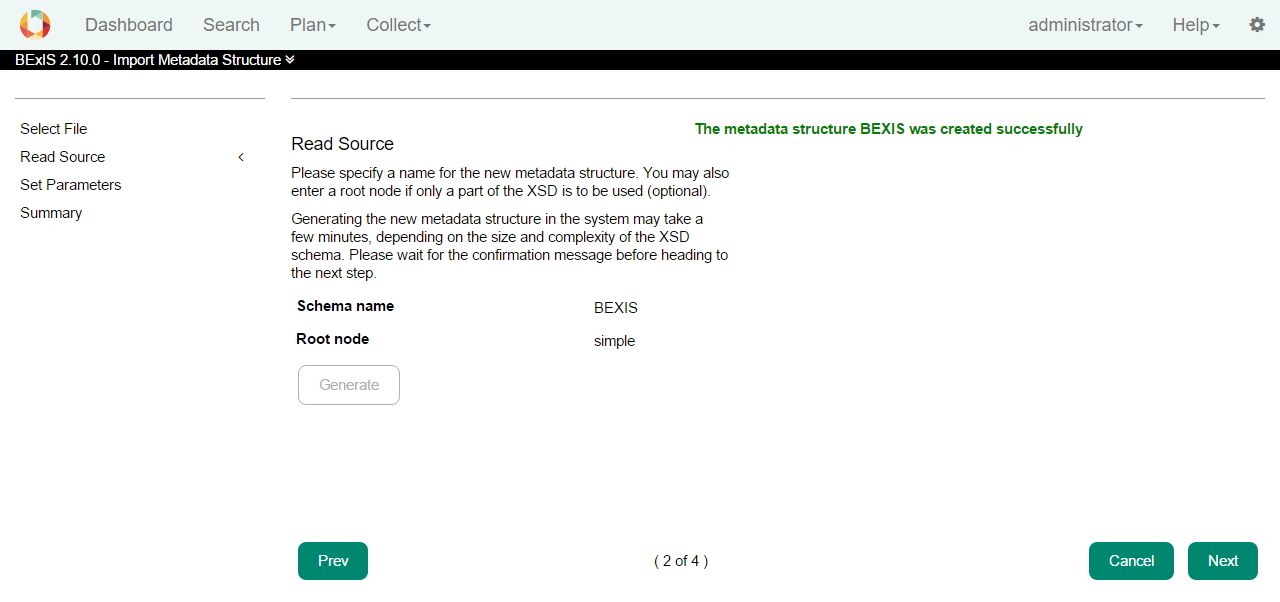 Dashboard Search Plan Collect administrator Help
BExIS 2.10.0 - Import Metadata Structure
Select File
Read Source
Set Parameters
Summary
The metadata structure BEXIS was created successfully
Read Source
Please specify a name for the new metadata structure. You may also
enter a root node if only a part of the XSD is to be used (optional).
Generating the new metadata structure in the system may take a
few minutes, depending on the size and complexity of the XSD
schema. Please wait for the confirmation message before heading to
the next step.
Schema name BEXIS
Root node simple
Generate
Prev ( 2 of 4 ) Cancel Next